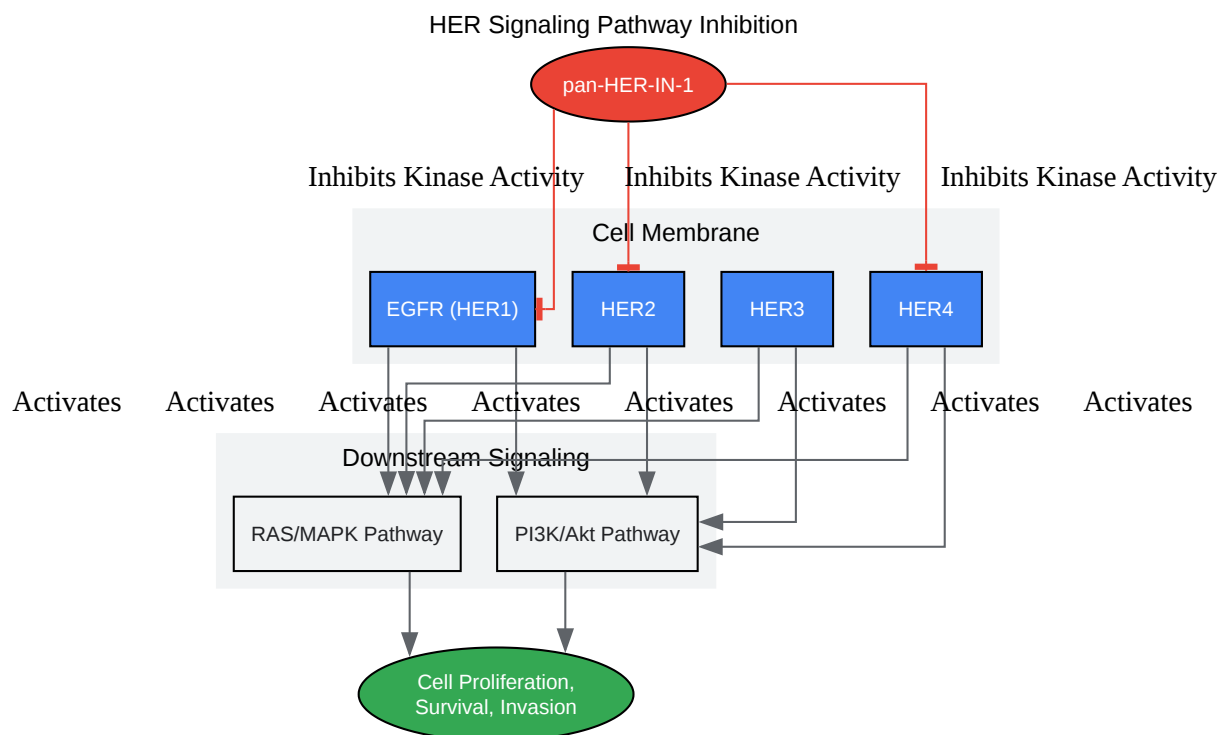 HER Signaling Pathway Inhibition
pan-HER-IN-1
Inhibits Kinase Activity
Inhibits Kinase Activity
Inhibits Kinase Activity
Cell Membrane
EGFR (HER1)
HER2
HER3
HER4
Activates
Activates
Activates
Activates
Activates
Activates
Activates
Activates
Downstream Signaling
RAS/MAPK Pathway
PI3K/Akt Pathway
Cell Proliferation,
Survival, Invasion